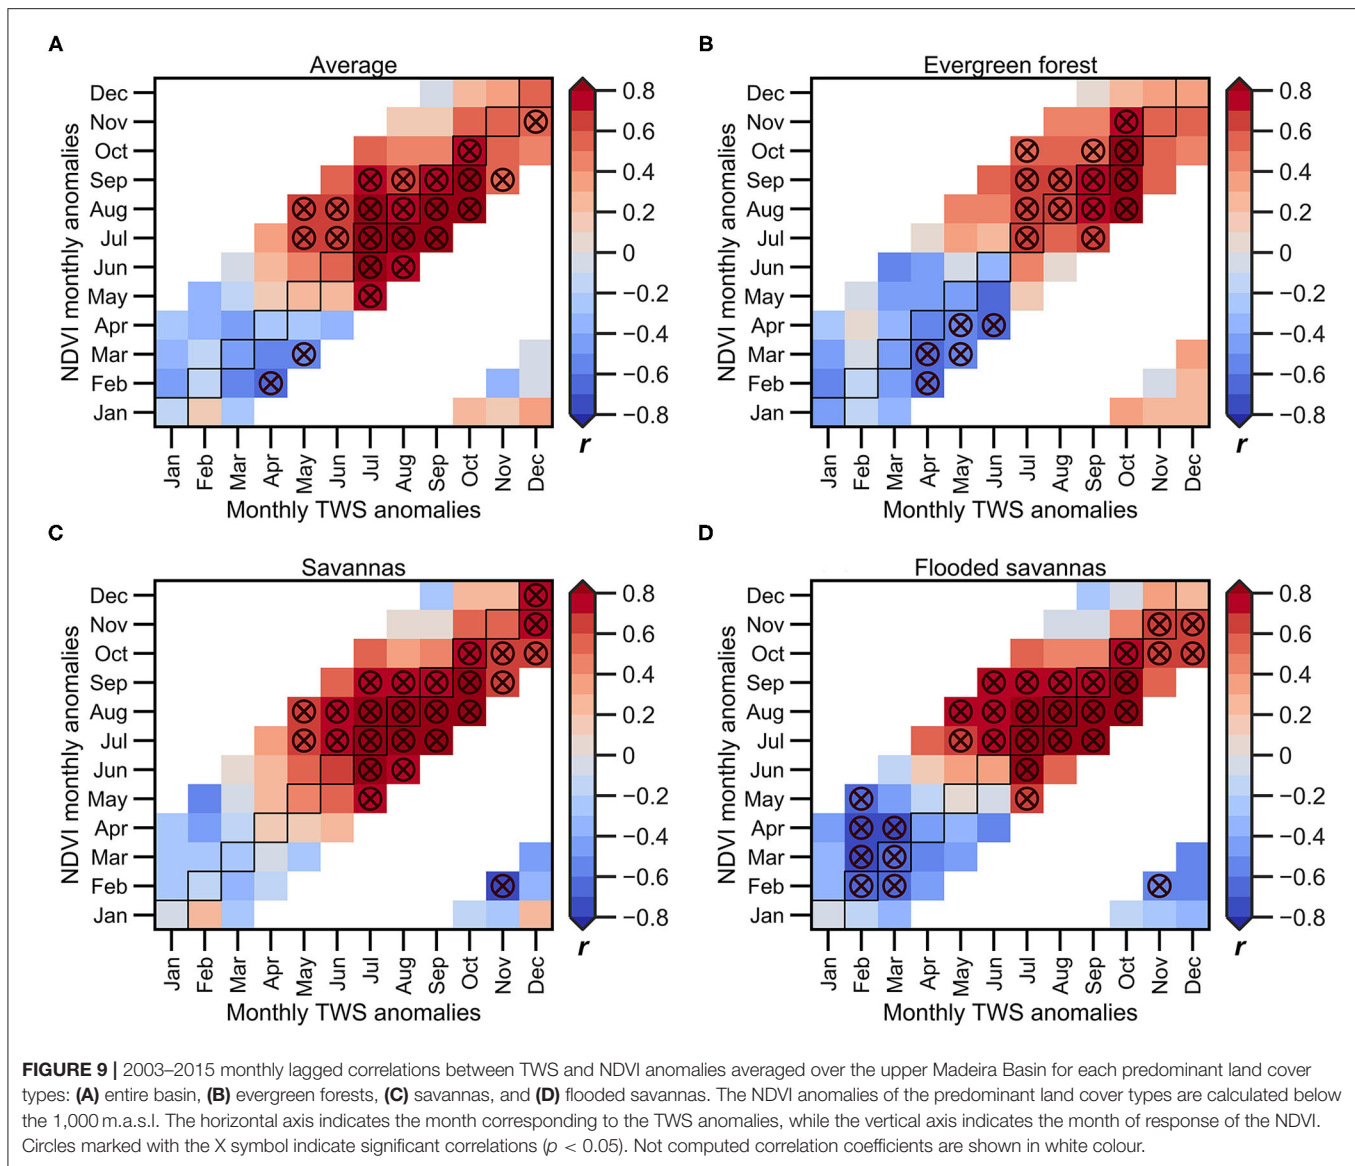 A
Average
Dec
Nov
Oct
Sep
Aug
Jul
Jun
May
Apr
Mar
Feb
Jan
NDVI monthly anomalies
Jan
Feb
Mar
Apr
May
Jun
Jul
Aug
Sep
Oct
Nov
Dec
Monthly TWS anomalies
0.8
0.6
0.4
0.2
0
−0.2
−0.4
−0.6
−0.8
r
B
Evergreen forest
Dec
Nov
Oct
Sep
Aug
Jul
Jun
May
Apr
Mar
Feb
Jan
NDVI monthly anomalies
Jan
Feb
Mar
Apr
May
Jun
Jul
Aug
Sep
Oct
Nov
Dec
Monthly TWS anomalies
0.8
0.6
0.4
0.2
0
−0.2
−0.4
−0.6
−0.8
r
C
Savannas
Dec
Nov
Oct
Sep
Aug
Jul
Jun
May
Apr
Mar
Feb
Jan
NDVI monthly anomalies
Jan
Feb
Mar
Apr
May
Jun
Jul
Aug
Sep
Oct
Nov
Dec
Monthly TWS anomalies
0.8
0.6
0.4
0.2
0
−0.2
−0.4
−0.6
−0.8
r
D
Flooded savannas
Dec
Nov
Oct
Sep
Aug
Jul
Jun
May
Apr
Mar
Feb
Jan
NDVI monthly anomalies
Jan
Feb
Mar
Apr
May
Jun
Jul
Aug
Sep
Oct
Nov
Dec
Monthly TWS anomalies
0.8
0.6
0.4
0.2
0
−0.2
−0.4
−0.6
−0.8
r
FIGURE 9 | 2003–2015 monthly lagged correlations between TWS and NDVI anomalies averaged over the upper Madeira Basin for each predominant land cover
types: (A) entire basin, (B) evergreen forests, (C) savannas, and (D) flooded savannas. The NDVI anomalies of the predominant land cover types are calculated below
the 1,000 m.a.s.l. The horizontal axis indicates the month corresponding to the TWS anomalies, while the vertical axis indicates the month of response of the NDVI.
Circles marked with the X symbol indicate significant correlations (p < 0.05). Not computed correlation coefficients are shown in white colour.